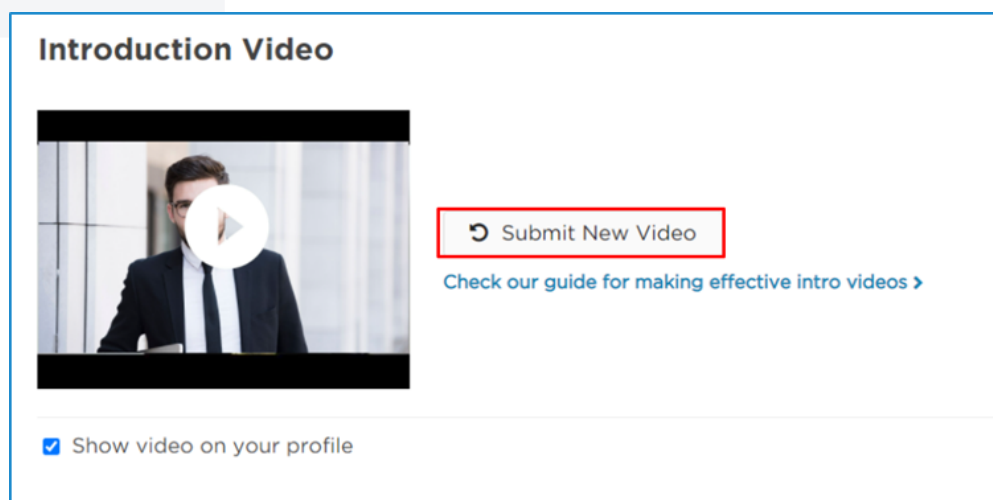 Introduction Video
Submit New Video
Check our guide for making effective intro videos >
Show video on your profile